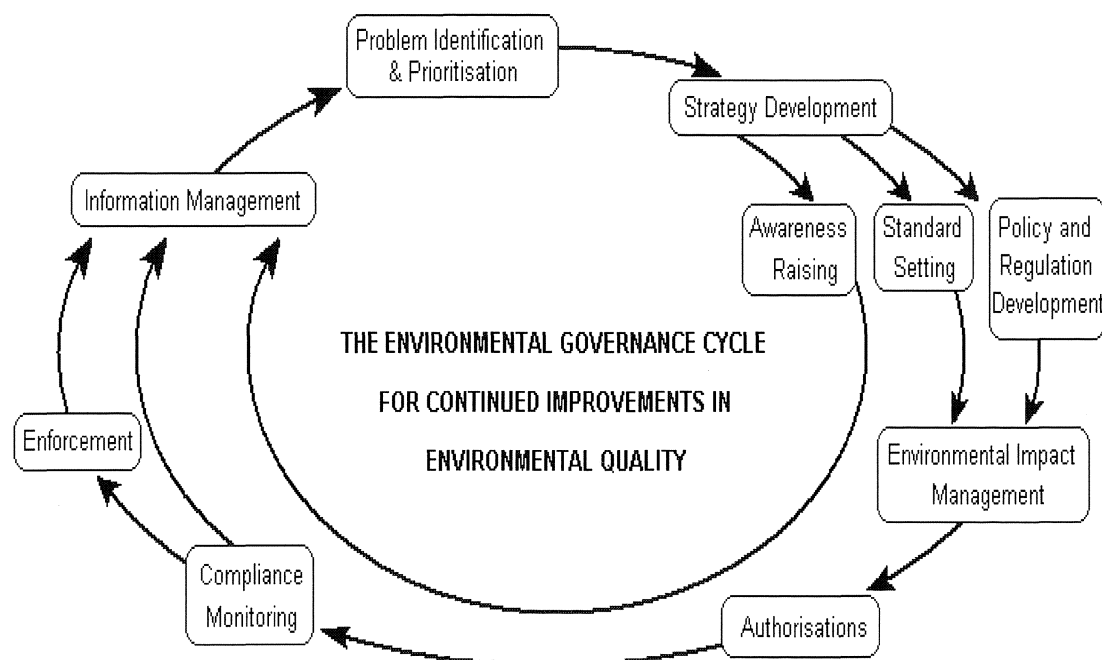 Problem Identification
& Prioritisation
Strategy Development
Information Management
Awareness
Raising
Standard
Setting
Policy and
Regulation
Development
THE ENVIRONMENTAL GOVERNANCE CYCLE
FOR CONTINUED IMPROVEMENTS IN
ENVIRONMENTAL QUALITY
Enforcement
Environmental Impact
Management
Compliance
Monitoring
Authorisations